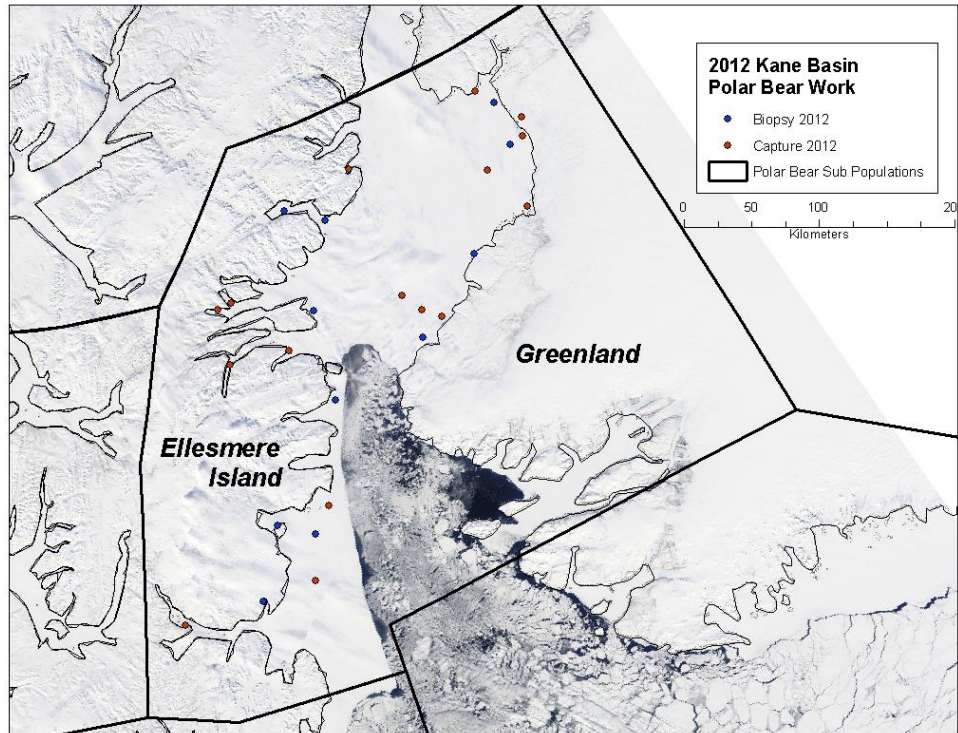 2012 Kane Basin
Polar Bear Work
Biopsy 2012
Capture 2012
Polar Bear Sub Populations
0 50 100 20
Kilometers
Greenland
Ellesmere
Island